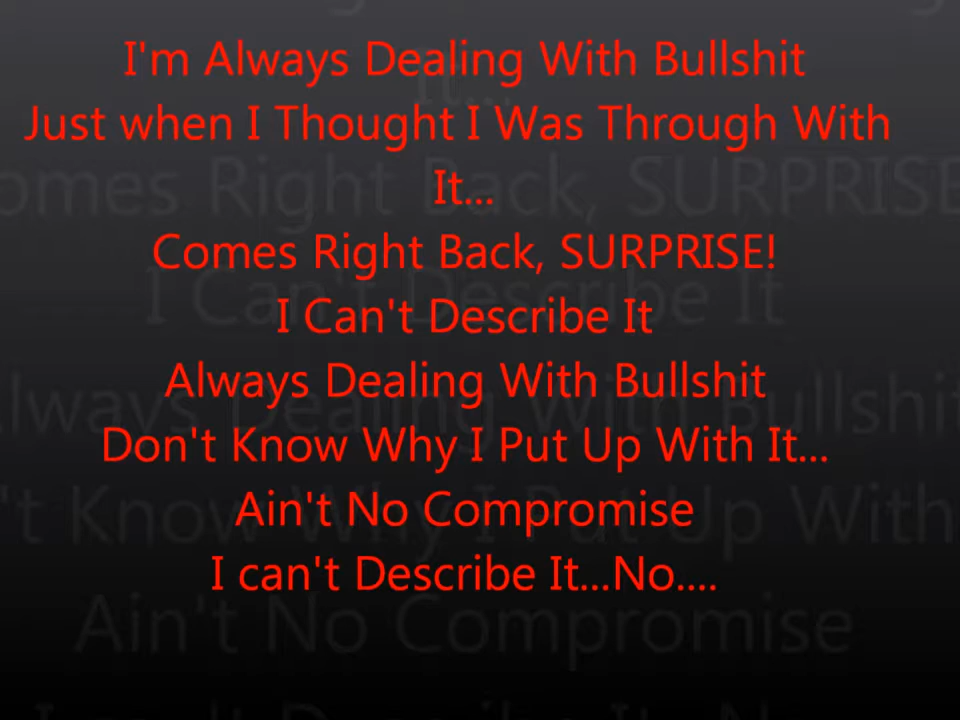 I'm Always Dealing With Bullshit
Just when I Thought I Was Through With
It...
Comes Right Back, SURPRISE!
I Can't Describe It
Always Dealing With Bullshit
Don't Know Why I Put Up With It...
Ain't No Compromise
I can't Describe It...No....